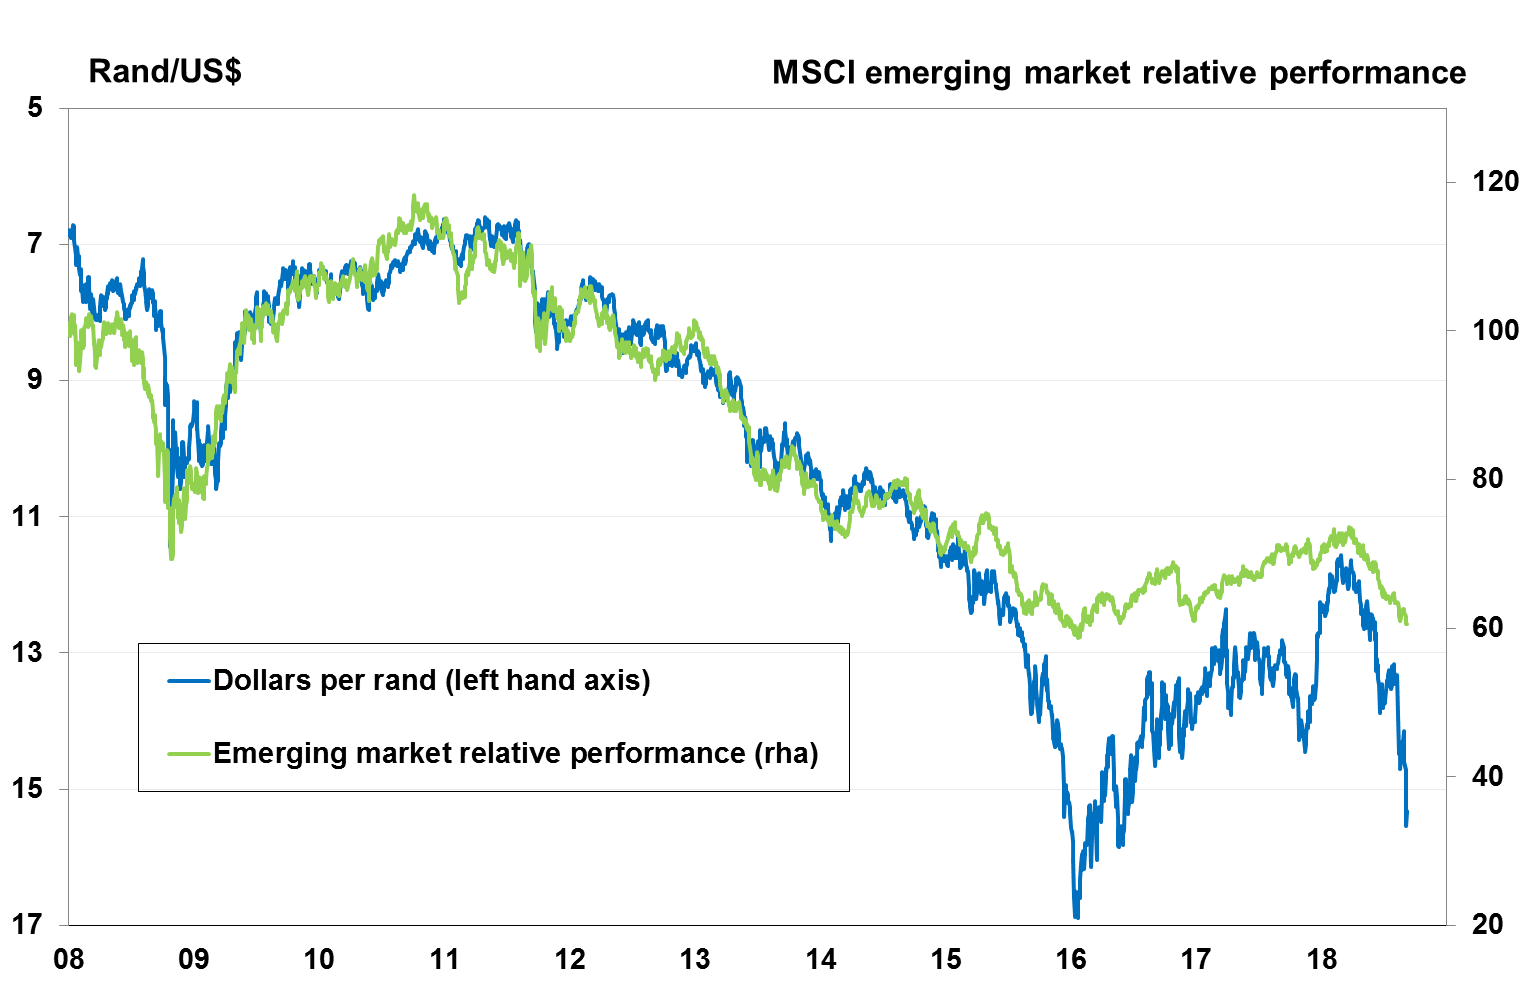 Rand/US$
MSCI emerging market relative performance
5
7
9
11
13
15
17
120
100
80
60
40
20
Dollars per rand (left hand axis)
Emerging market relative performance (rha)
08 09 10 11 12 13 14 15 16 17 18